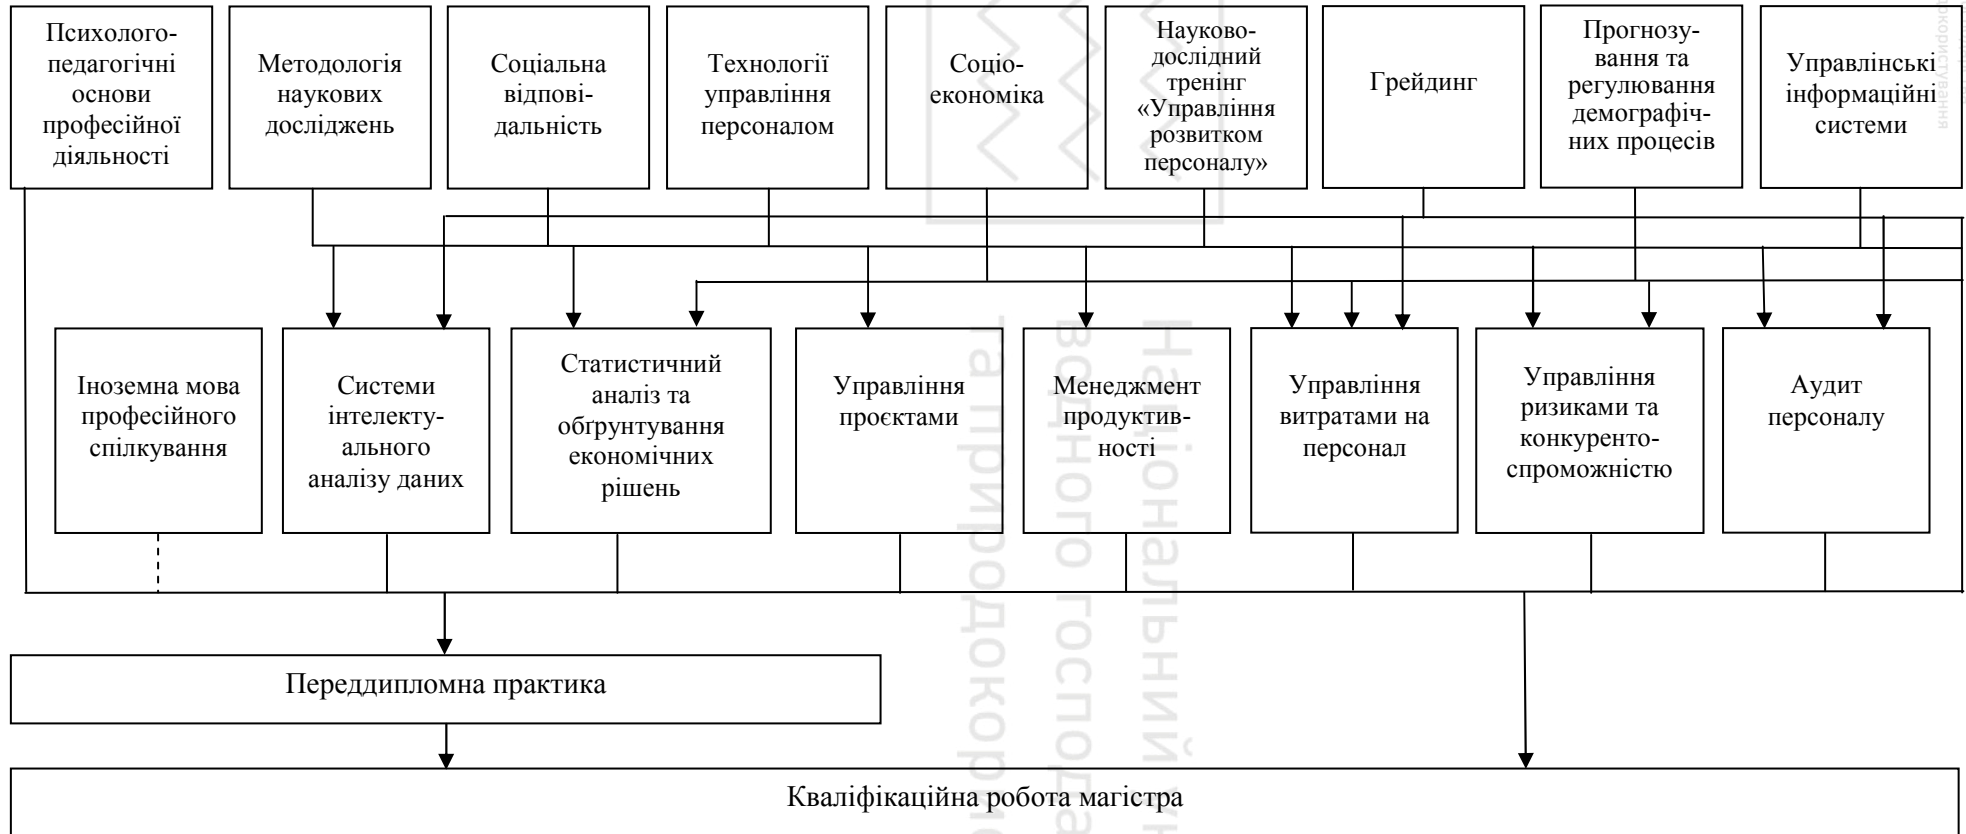 Психолого-
педагогічні
основи
професійної
діяльності
Методологія
наукових
досліджень
Соціальна
відпові-
дальність
Технології
управління
персоналом
Соціо-
економіка
Науково-
дослідний
тренінг
«Управління
розвитком
персоналу»
Грейдинг
Прогнозу-
вання та
регулювання
демографіч-
них процесів
Управлінські
інформаційні
системи
Іноземна мова
професійного
спілкування
Системи
інтелекту-
ального
аналізу даних
Статистичний
аналіз та
обґрунтування
економічних
рішень
Управління
проєктами
Менеджмент
продуктив-
ності
Управління
витратами на
персонал
Управління
ризиками та
конкуренто-
спроможністю
Аудит
персоналу
Переддипломна практика
Кваліфікаційна робота магістра
Національний
водного
та